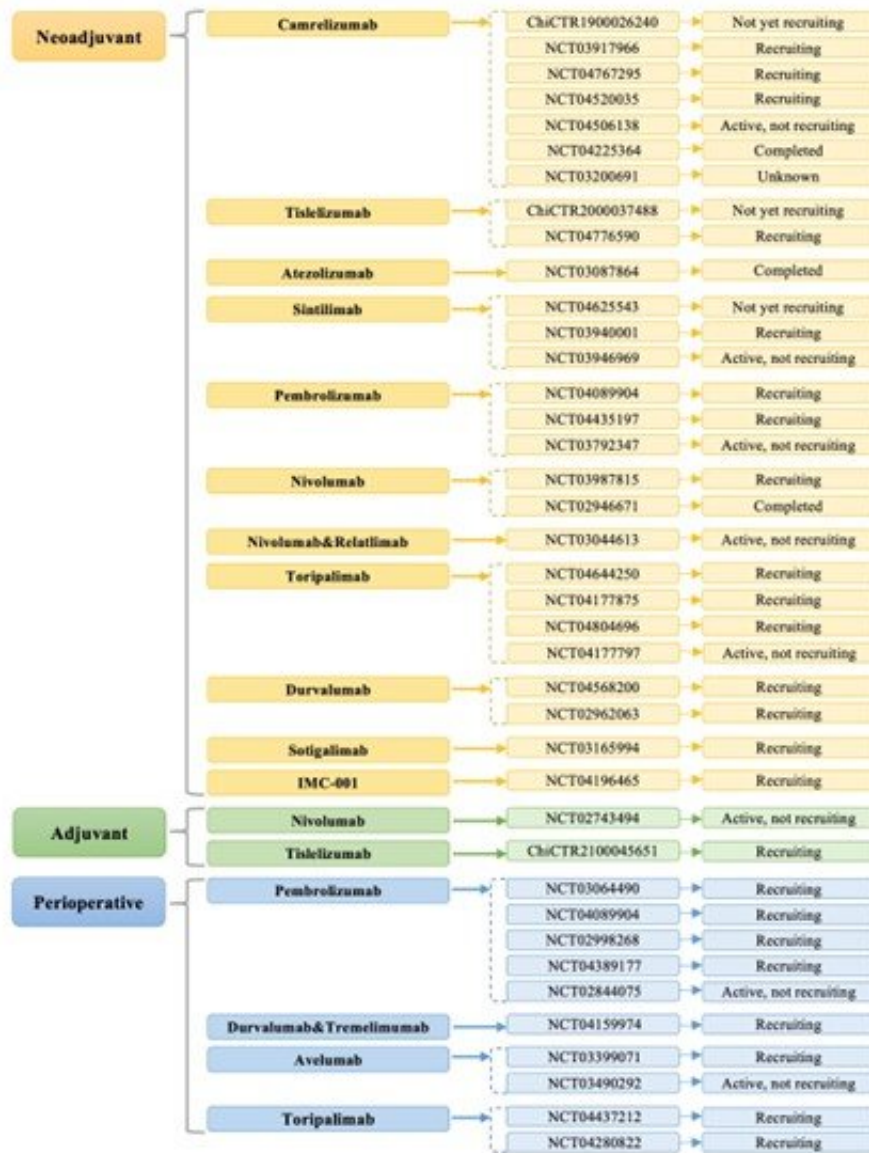 Neoadjuvant
Camrelizumab
ChiCTR1900026240 Not yet recruiting
NCT03917966 Recruiting
NCT04767295 Recruiting
NCT04520035 Recruiting
NCT04506138 Active, not recruiting
NCT04225364 Completed
NCT03200691 Unknown
Tislelizumab
ChiCTR2000037488 Not yet recruiting
NCT04776590 Recruiting
Atezolizumab
NCT03087864 Completed
Sintilimab
NCT04625543 Not yet recruiting
NCT03940001 Recruiting
NCT03946969 Active, not recruiting
Pembrolizumab
NCT04089904 Recruiting
NCT04435197 Recruiting
NCT03792347 Active, not recruiting
Nivolumab
NCT03987815 Recruiting
NCT02946671 Completed
Nivolumab&Relatlimab
NCT03044613 Active, not recruiting
Toripalimab
NCT04644250 Recruiting
NCT04177875 Recruiting
NCT04804696 Recruiting
NCT04177797 Active, not recruiting
Durvalumab
NCT04568200 Recruiting
NCT02962063 Recruiting
Sotigalimab
NCT03165994 Recruiting
IMC-001
NCT04196465 Recruiting
Adjuvant
Nivolumab
NCT02743494 Active, not recruiting
Tislelizumab
ChiCTR2100045651 Recruiting
Perioperative
Pembrolizumab
NCT03064490 Recruiting
NCT04089904 Recruiting
NCT02998268 Recruiting
NCT04389177 Recruiting
NCT02844075 Active, not recruiting
Durvalumab&Tremelimumab
NCT04159974 Recruiting
Avelumab
NCT03399071 Recruiting
NCT03490292 Active, not recruiting
Toripalimab
NCT04437212 Recruiting
NCT04280822 Recruiting